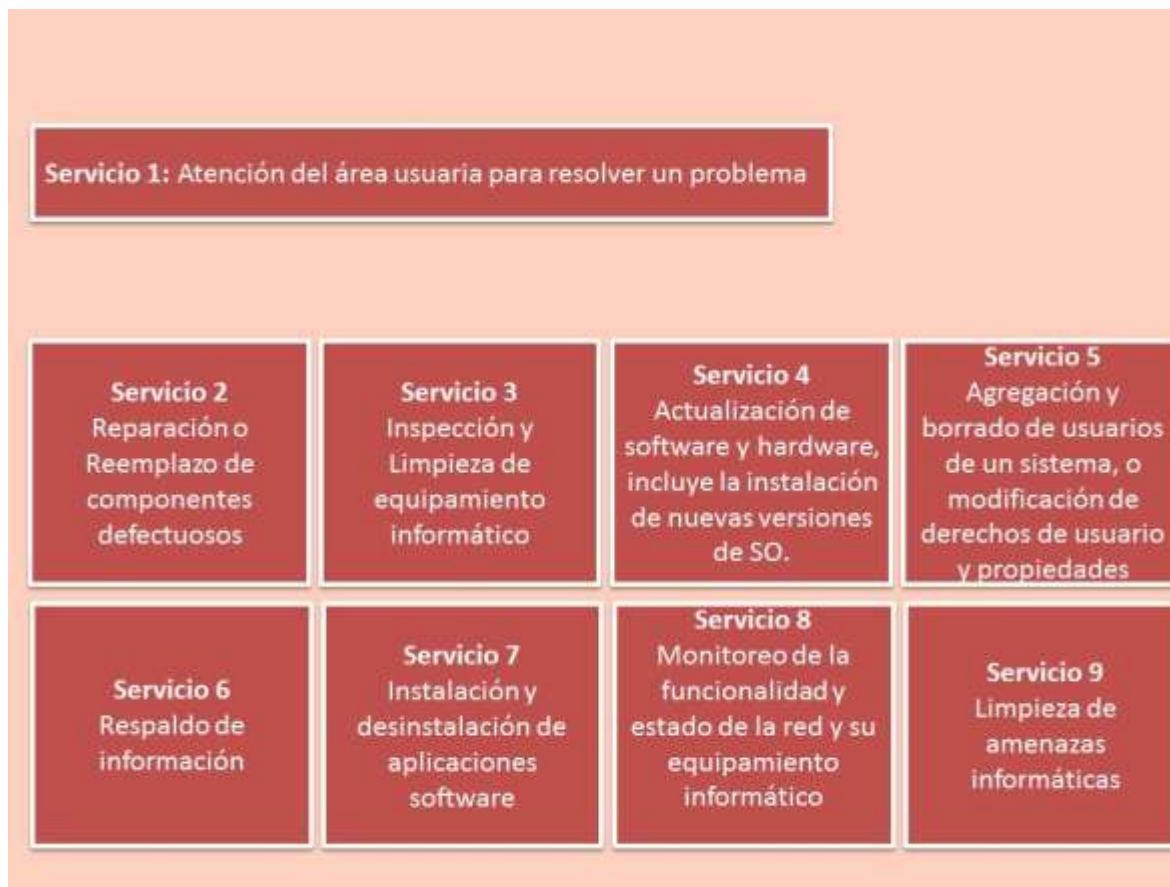 Servicio 1: Atención del área usuaria para resolver un problema
Servicio 2
Reparación o
Reemplazo de
componentes
defectuosos
Servicio 3
Inspección y
Limpieza de
equipamiento
informático
Servicio 4
Actualización de
software y hardware,
incluye la instalación
de nuevas versiones
de SO.
Servicio 5
Agregación y
borrado de usuarios
de un sistema, o
modificación de
derechos de usuario
y propiedades
Servicio 6
Respaldo de
información
Servicio 7
Instalación y
desinstalación de
aplicaciones
software
Servicio 8
Monitoreo de la
funcionalidad y
estado de la red y su
equipamiento
informático
Servicio 9
Limpieza de
amenazas
informáticas